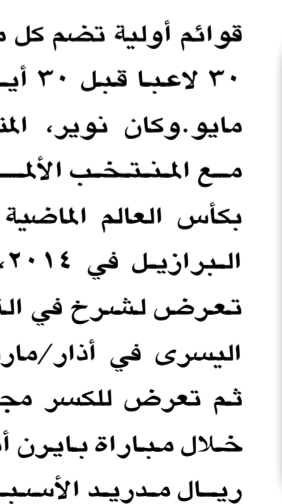 قوائم أولية تضم كل
٣٠ لاعبا قبل ٣٠
مايو.وكان نوير،
مع المنتخب
بكأس العالم الماضية
البرازيل في ٢٠١٤،
تعرض لشرخ في
اليسرى في أذار/
ثم تعرض للكسر
خلال مباراة بايرن
ريال مدريد